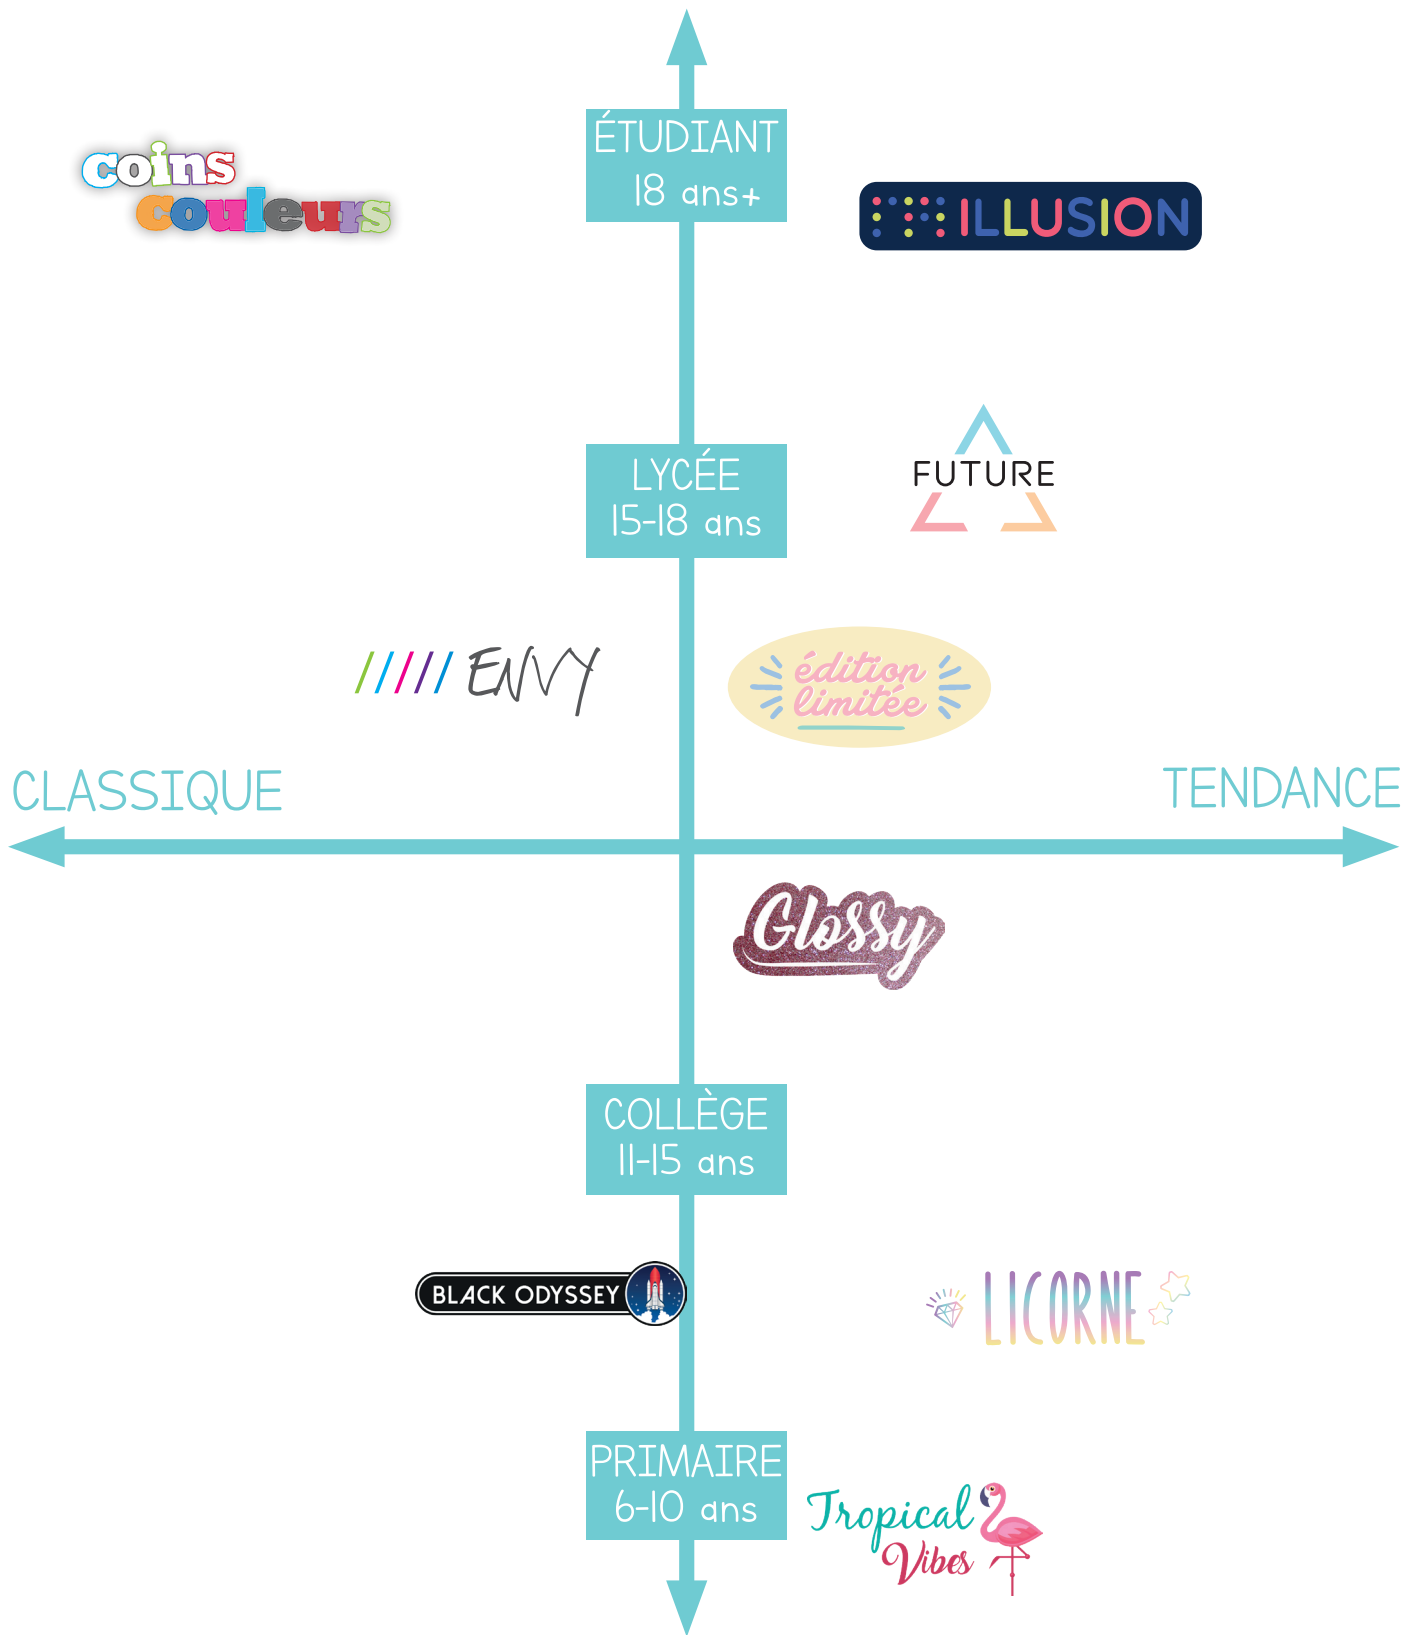 ÉTUDIANT
18 ans+
coins
couleurs
ILLUSION
LYCÉE
15-18 ans
FUTURE
ENVY
édition
limitée
CLASSIQUE
TENDANCE
Glossy
COLLÈGE
11-15 ans
BLACK ODYSSEY
LICORNE
PRIMAIRE
6-10 ans
Tropical
Vibes